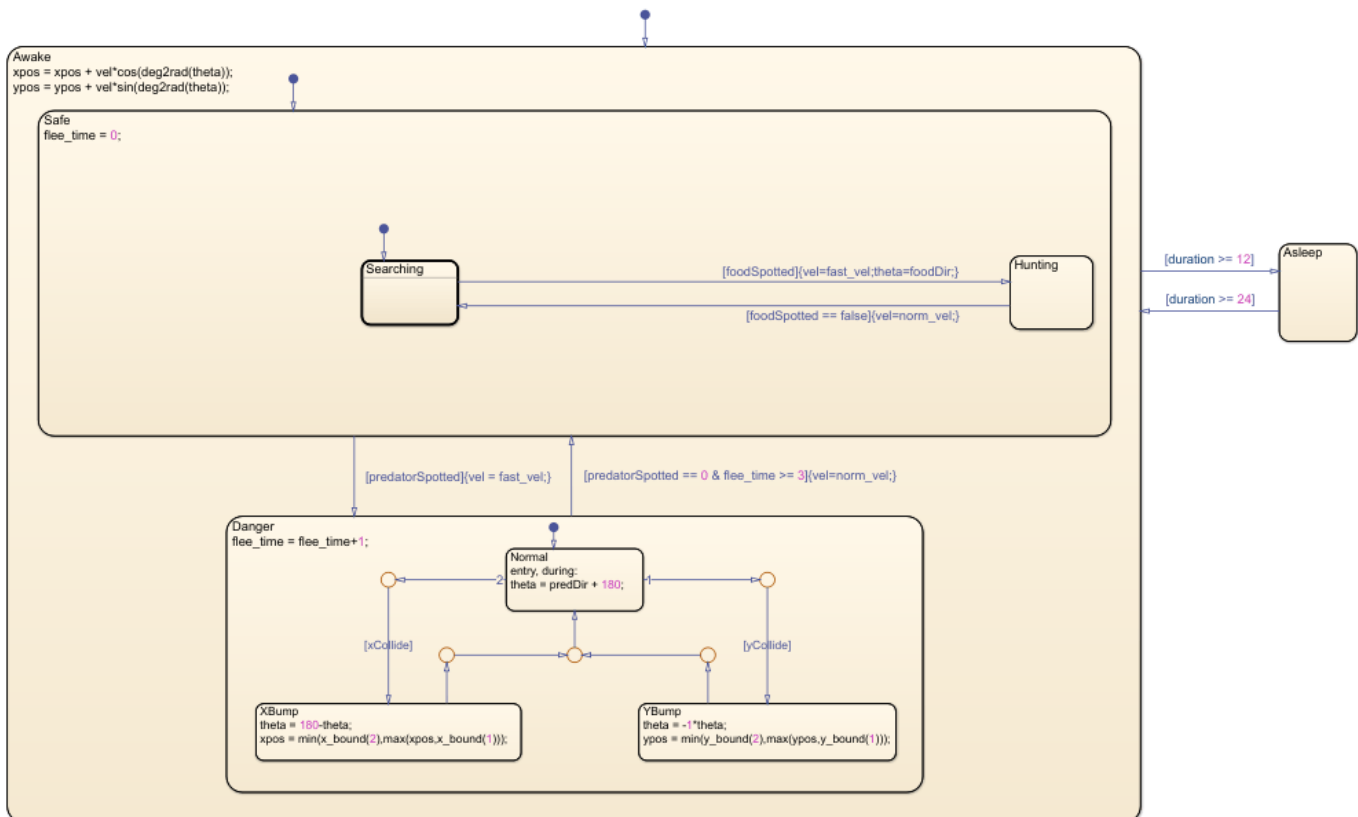 Awake
xpos = xpos + vel*cos(deg2rad(theta));
ypos = ypos + vel*sin(deg2rad(theta));
Safe
flee_time = 0;
Searching
[foodSpotted]{vel=fast_vel;theta=foodDir;}
[foodSpotted == false]{vel=norm_vel;}
Hunting
[duration >= 12]
[duration >= 24]
Asleep
[predatorSpotted]{vel = fast_vel;}
[predatorSpotted == 0 & flee_time >= 3]{vel=norm_vel;}
Danger
flee_time = flee_time+1;
Normal
entry, during:
theta = predDir + 180;
2
1
[xCollide]
[yCollide]
XBump
theta = 180-theta;
xpos = min(x_bound(2),max(xpos,x_bound(1)));
YBump
theta = -1*theta;
ypos = min(y_bound(2),max(ypos,y_bound(1)));